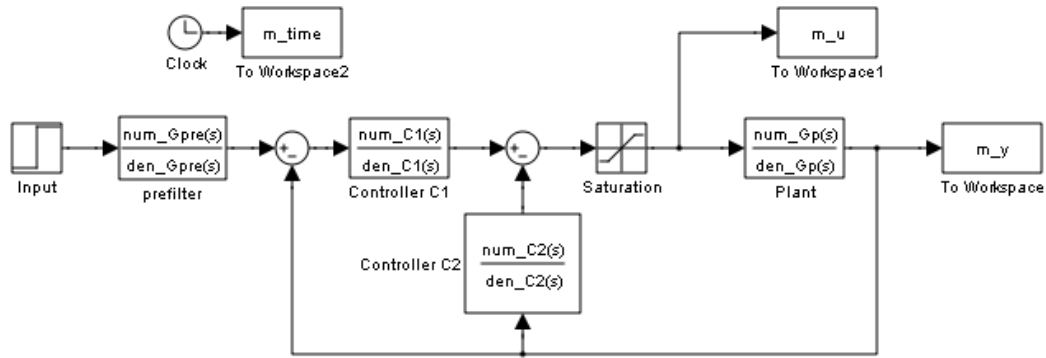 m_time
Clock
To Workspace2
m_u
To Workspace1
Input
num_Gpre(s)
den_Gpre(s)
prefilter
+
-
num_C1(s)
den_C1(s)
Controller C1
+
-
Saturation
num_Gp(s)
den_Gp(s)
Plant
m_y
To Workspace
Controller C2
num_C2(s)
den_C2(s)